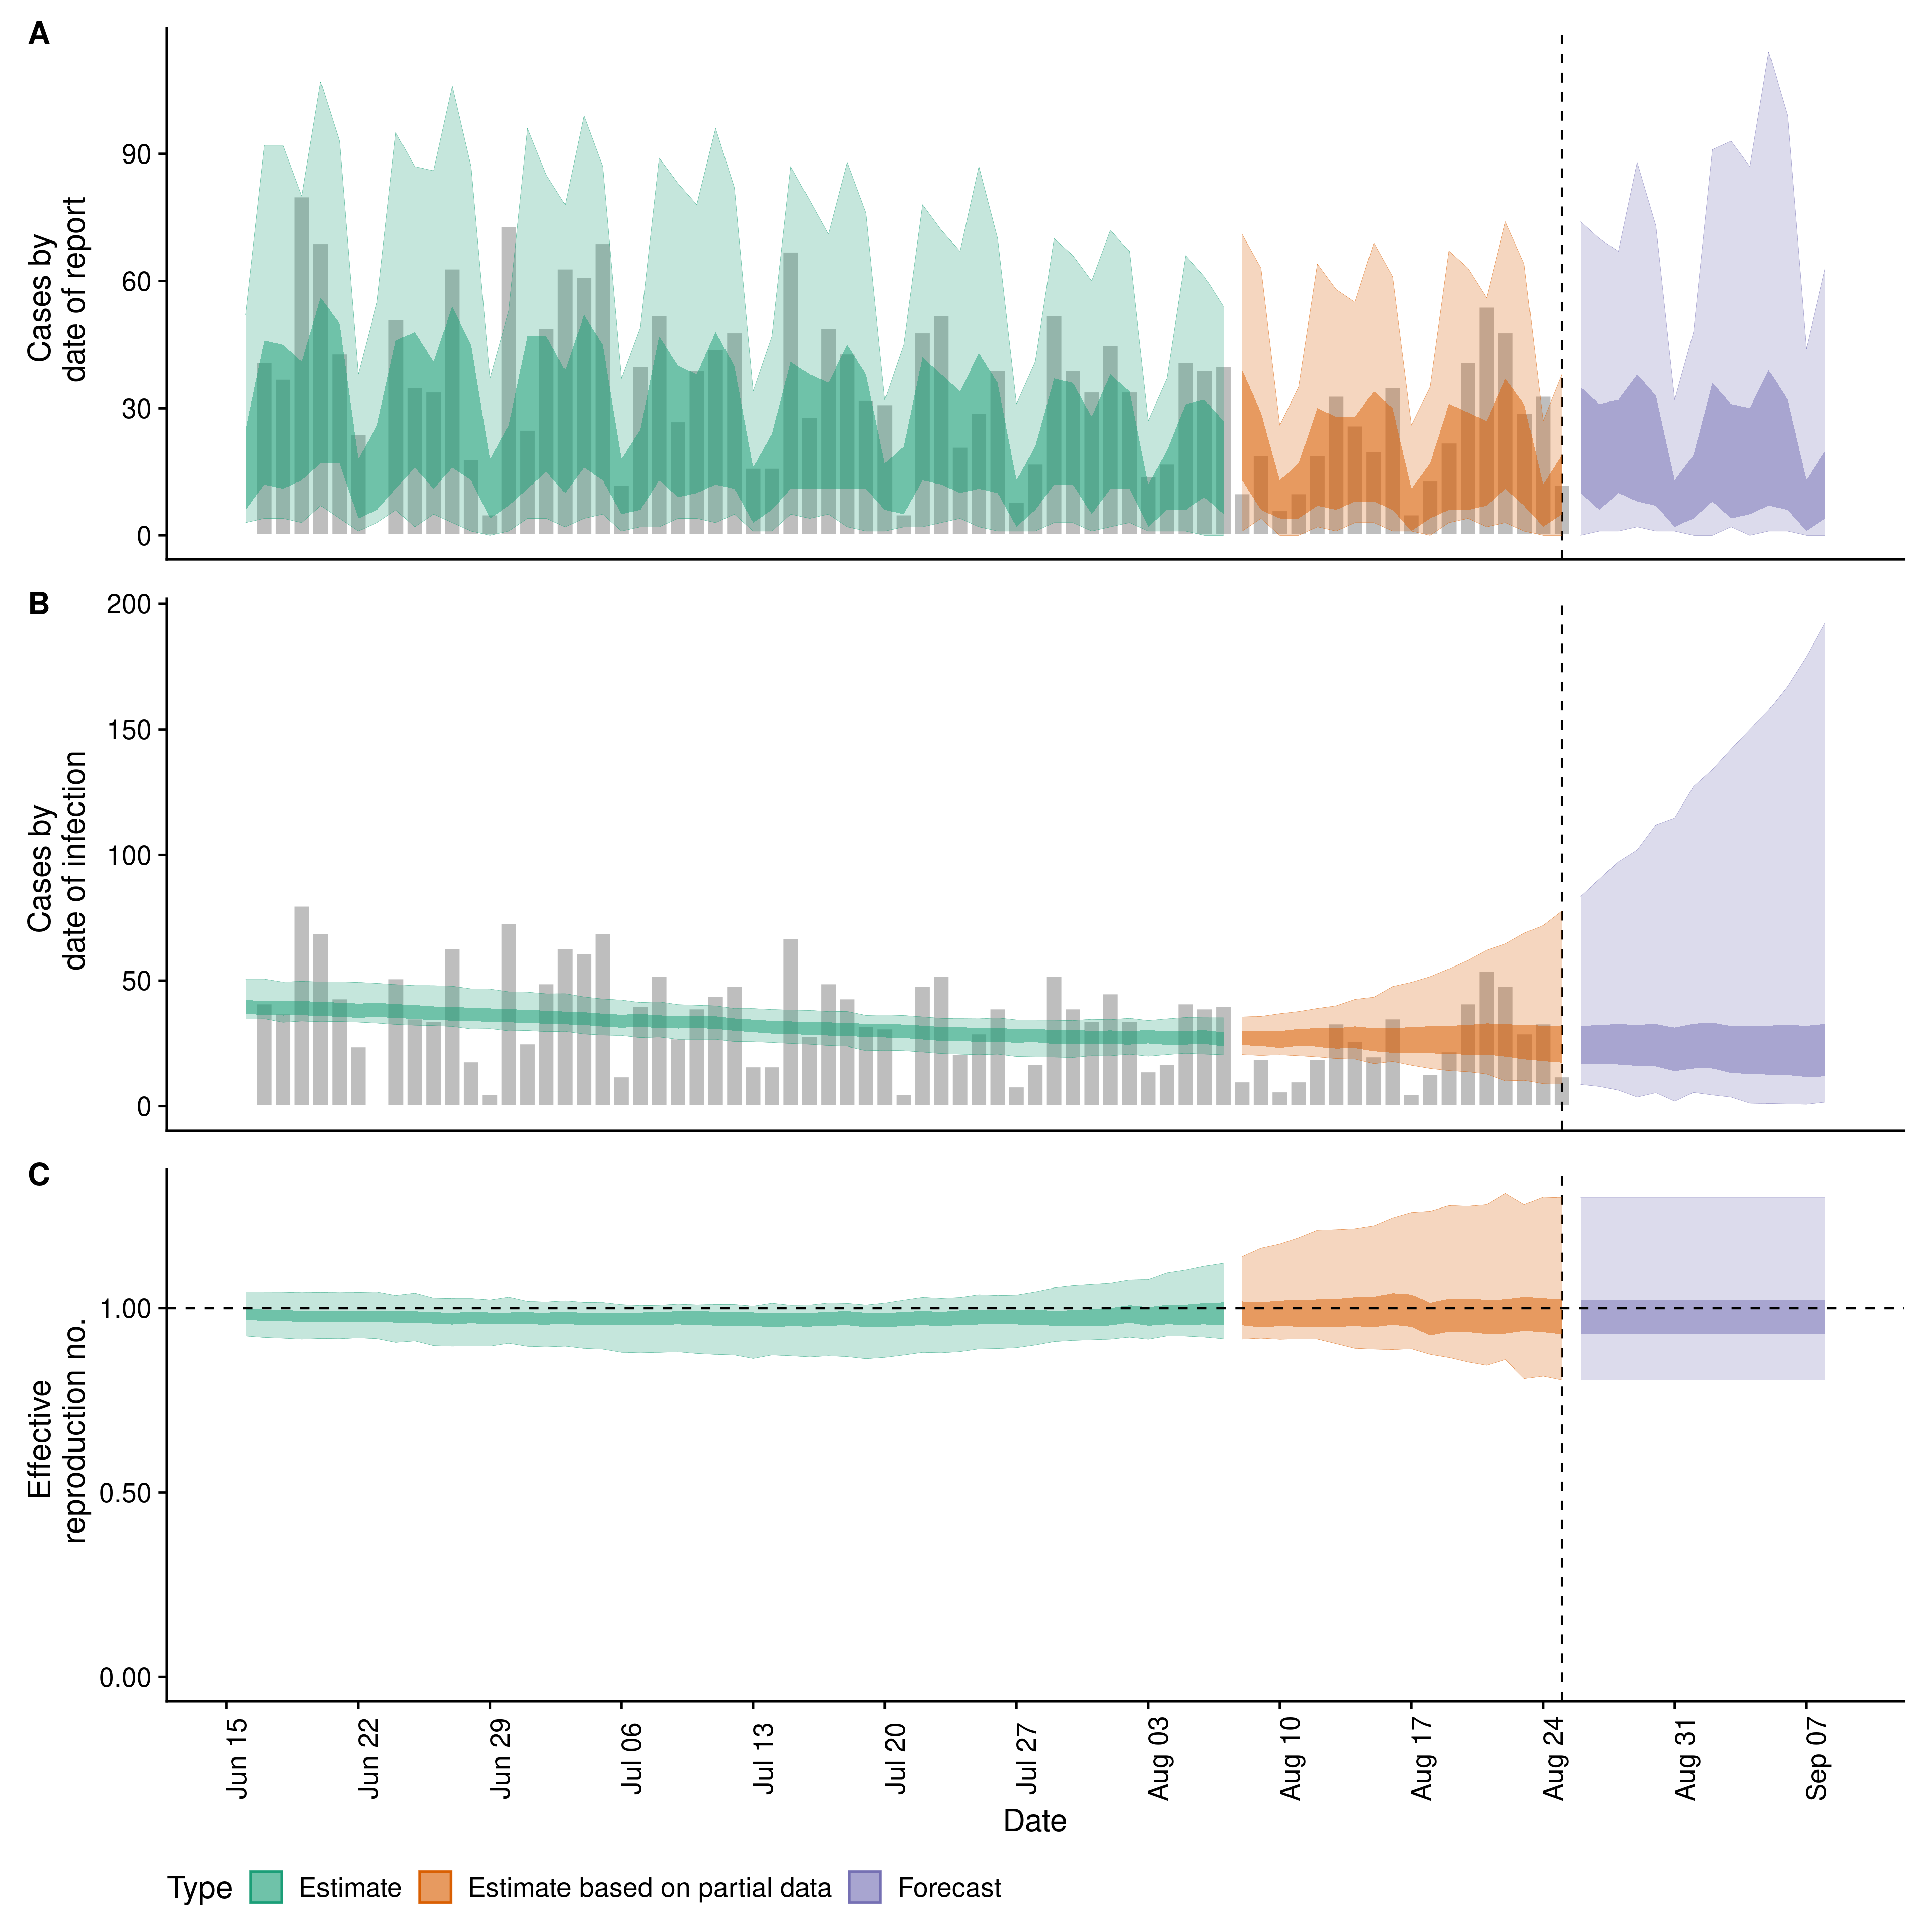 A
Cases by
date of report
90
60
30
0
B
Cases by
date of infection
200
150
100
50
0
C
Effective
reproduction no.
1.00
0.50
0.00
Jun 15
Jun 22
Jun 29
Jul 06
Jul 13
Jul 20
Jul 27
Aug 03
Aug 10
Aug 17
Aug 24
Aug 31
Sep 07
Date
Type
Estimate
Estimate based on partial data
Forecast